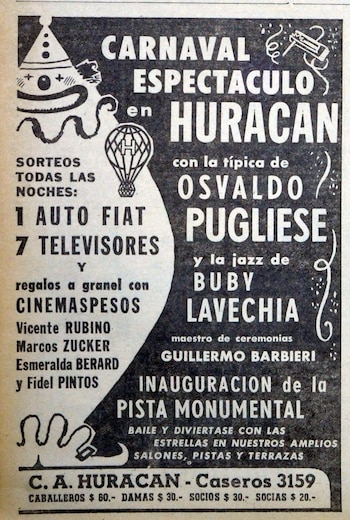 CARNAVAL
ESPECTACULO
en HURACAN
con la típica de
OSVALDO
PUGLIESE
y la jazz de
BUBY
LAVECHIA
maestro de ceremonias
GUILLERMO BARBIERI
SORTEOS
TODAS LAS
NOCHES:
1 AUTO FIAT
7 TELEVISORES
Y
regalos a granel con
CINEMASPESOS
Vicente RUBINO
Marcos ZUCKER
Esmeralda BERARD
y Fidel PINTOS
H
INAUGURACION de la
PISTA MONUMENTAL
BAILE Y DIVIERTASE CON LAS
ESTRELLAS EN NUESTROS AMPLIOS
SALONES, PISTAS Y TERRAZAS
C. A. HURACAN - Caseros 3159
CABALLEROS $ 60.- DAMAS $ 30.- SOCIOS $ 30.- SOCIAS $ 20.-